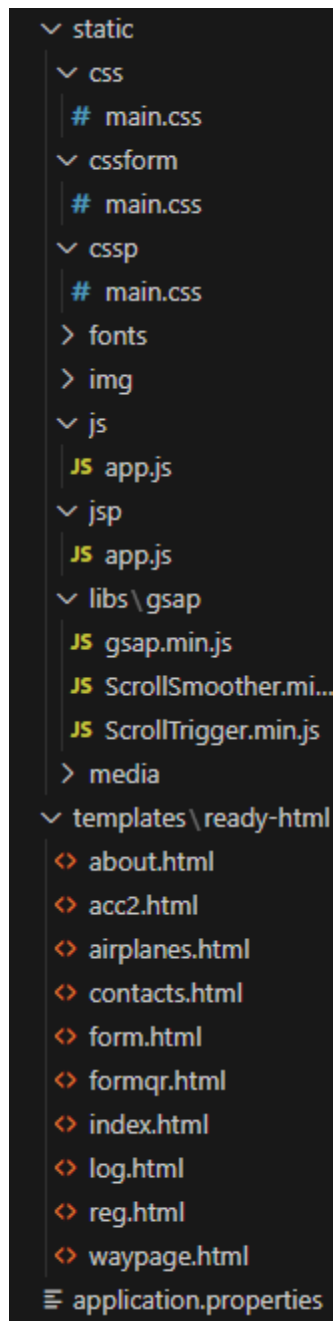 static
css
# main.css
cssform
# main.css
cssp
# main.css
fonts
img
js
JS app.js
jsp
JS app.js
libs\gsap
JS gsap.min.js
JS ScrollSmoother.mi...
JS ScrollTrigger.min.js
media
templates\ready-html
<> about.html
<> acc2.html
<> airplanes.html
<> contacts.html
<> form.html
<> formqr.html
<> index.html
<> log.html
<> reg.html
<> waypage.html
application.properties